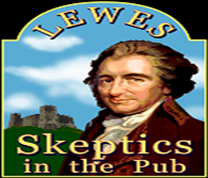 LEWES
Skeptics
in the Pub